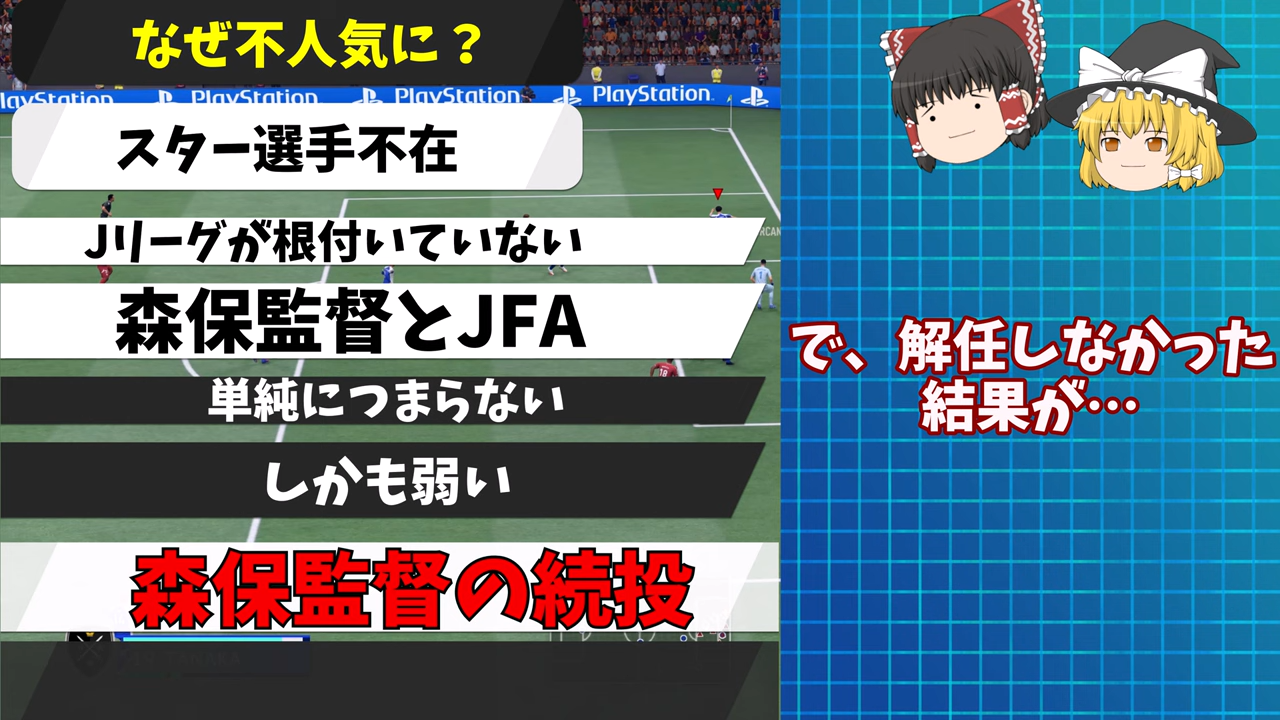 なぜ不人気に？
PlayStation
PlayStation
PlayStation
PlayStation
スター選手不在
Jリーグが根付いていない
森保監督とJFA
単純につまらない
しかも弱い
森保監督の続投
で、解任しなかった
結果が…